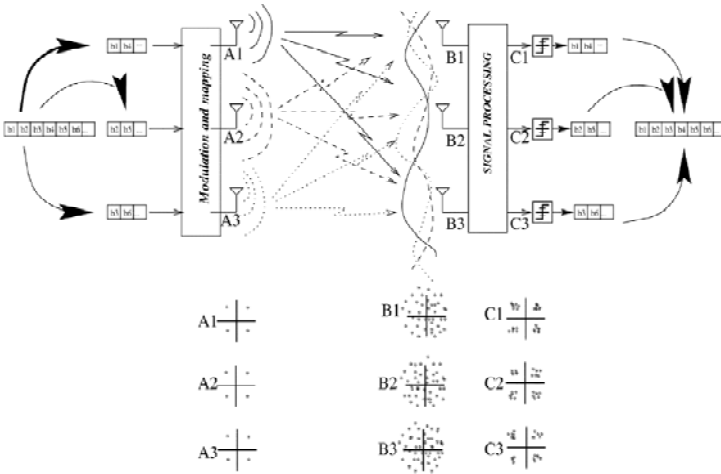 b1 b4 ...
A1
B1
C1
b1 b4 ...
b1 b2 b3 b4 b5 b6 ...
b2 b5 ...
Modulation and mapping
A2
B2
SIGNAL PROCESSING
C2
b2 b5 ...
b1 b2 b3 b4 b5 b6 ...
b3 b6 ...
A3
B3
C3
b3 b6 ...
A1
B1
C1
A2
B2
C2
A3
B3
C3